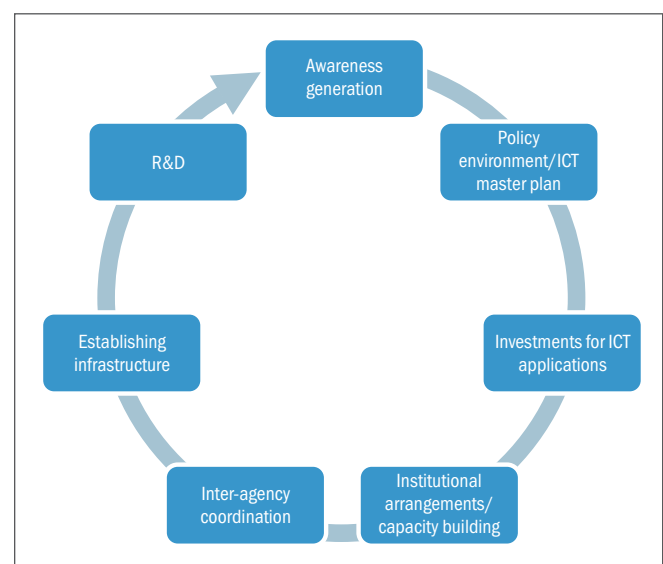 Awareness
generation
Policy
environment/ICT
master plan
Investments for ICT
applications
Institutional
arrangements/
capacity building
Inter-agency
coordination
Establishing
infrastructure
R&D